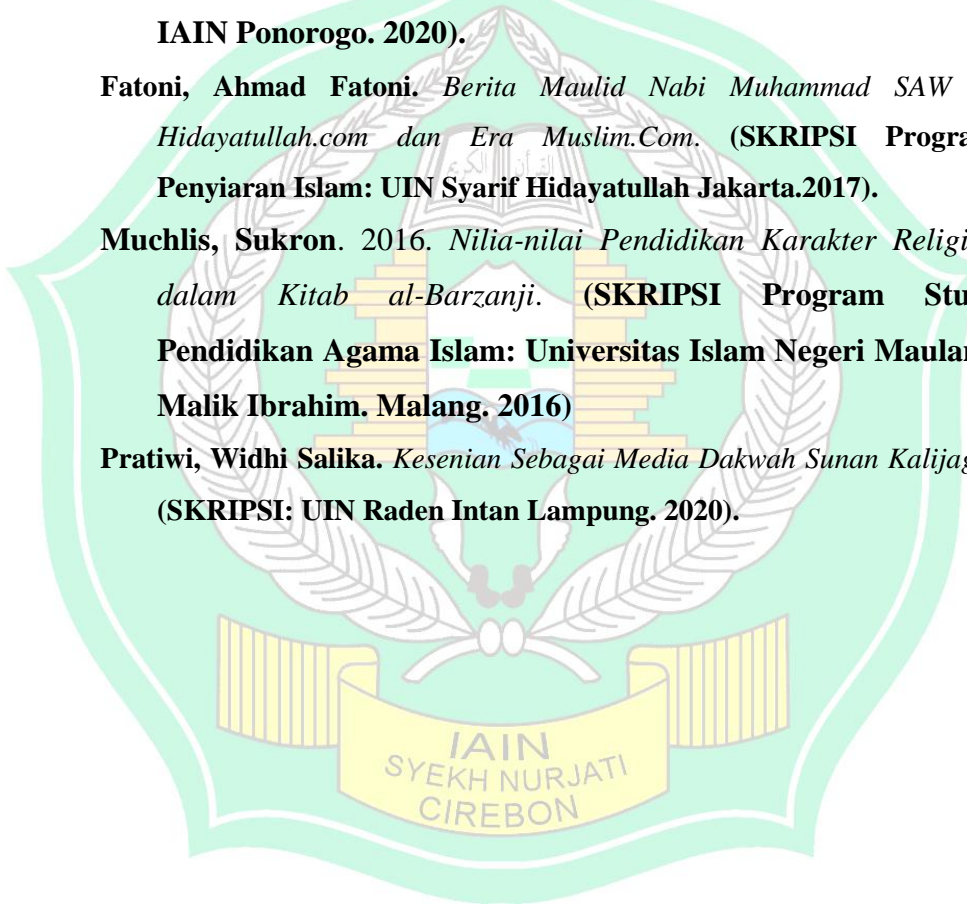 IAIN Ponorogo. 2020).
Fatoni, Ahmad Fatoni. Berita Maulid Nabi Muhammad SAW
Hidayatullah.com dan Era Muslim.Com. (SKRIPSI Progra
Penyiaran Islam: UIN Syarif Hidayatullah Jakarta.2017).
Muchlis, Sukron. 2016. Nilia-nilai Pendidikan Karakter Religi
dalam Kitab al-Barzanji. (SKRIPSI Program Stu
Pendidikan Agama Islam: Universitas Islam Negeri Maulan
Malik Ibrahim. Malang. 2016)
Pratiwi, Widhi Salika. Kesenian Sebagai Media Dakwah Sunan Kalijag
(SKRIPSI: UIN Raden Intan Lampung. 2020).
IAIN
SYEKH NURJATI
CIREBON